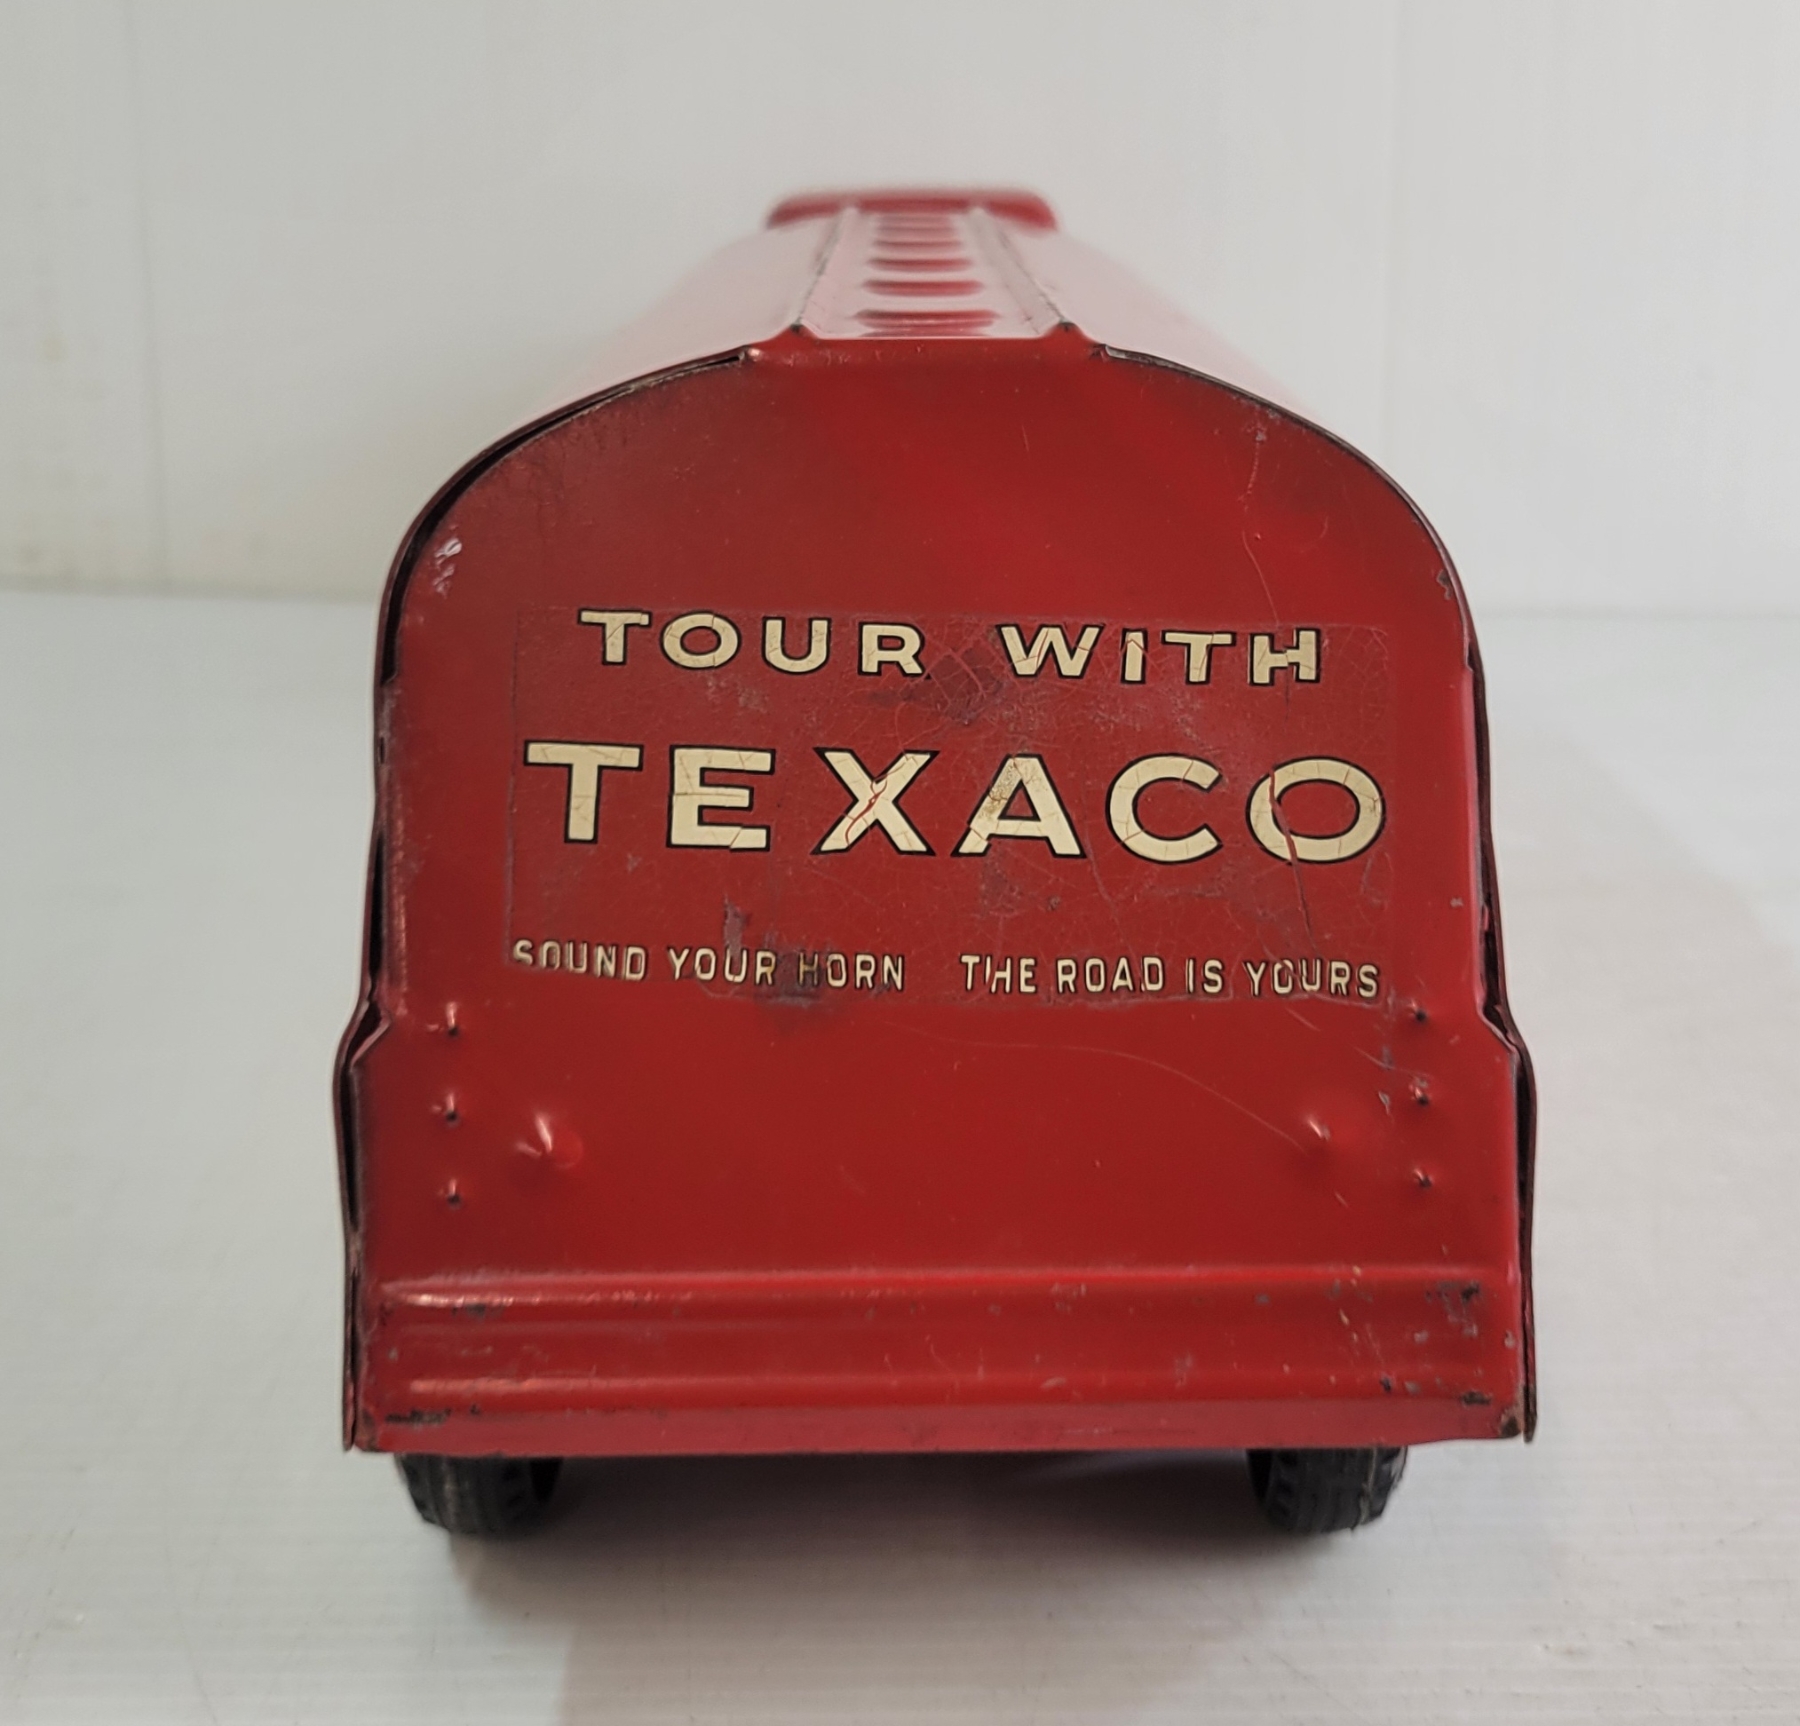 TOUR WITH
TEXACO
SOUND YOUR HORN THE ROAD IS YOURS